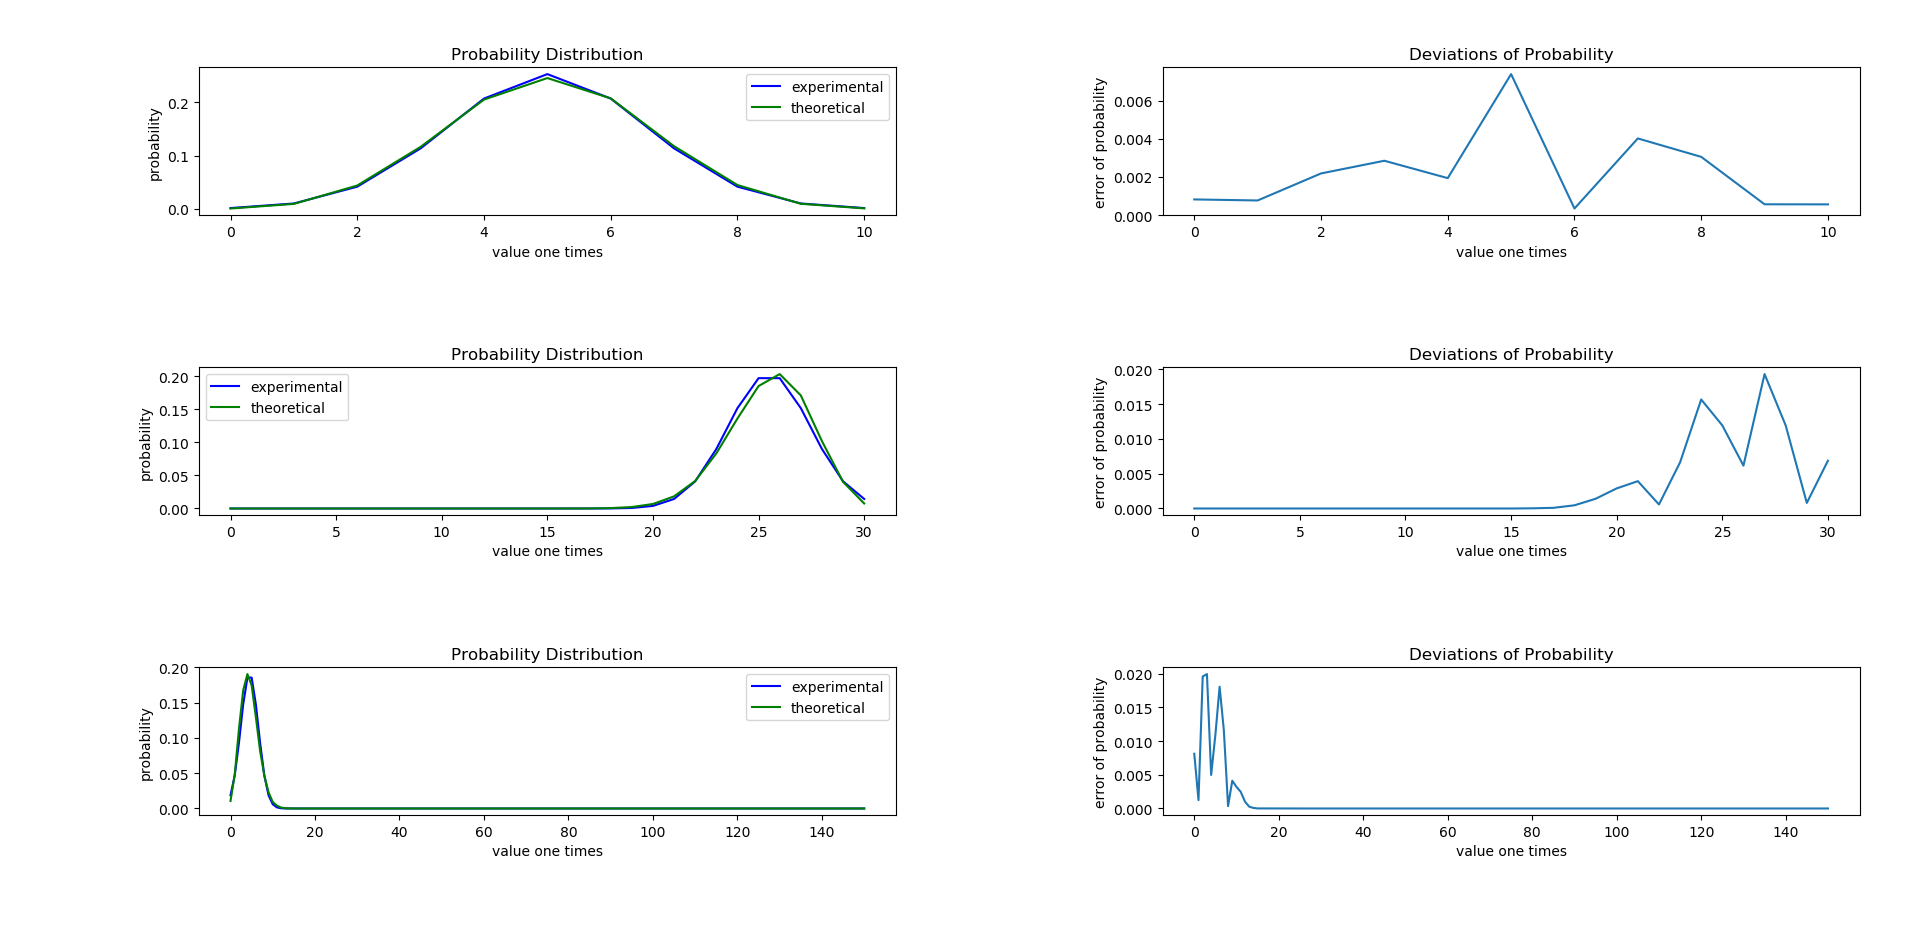 Probability Distribution
probability
0.2
0.1
0.0
experimental
theoretical
0 2 4 6 8 10
value one times
Deviations of Probability
error of probability
0.006
0.004
0.002
0.000
0 2 4 6 8 10
value one times
Probability Distribution
probability
0.20
0.15
0.10
0.05
0.00
experimental
theoretical
0 5 10 15 20 25 30
value one times
Deviations of Probability
error of probability
0.020
0.015
0.010
0.005
0.000
0 5 10 15 20 25 30
value one times
Probability Distribution
probability
0.20
0.15
0.10
0.05
0.00
experimental
theoretical
0 20 40 60 80 100 120 140
value one times
Deviations of Probability
error of probability
0.020
0.015
0.010
0.005
0.000
0 20 40 60 80 100 120 140
value one times